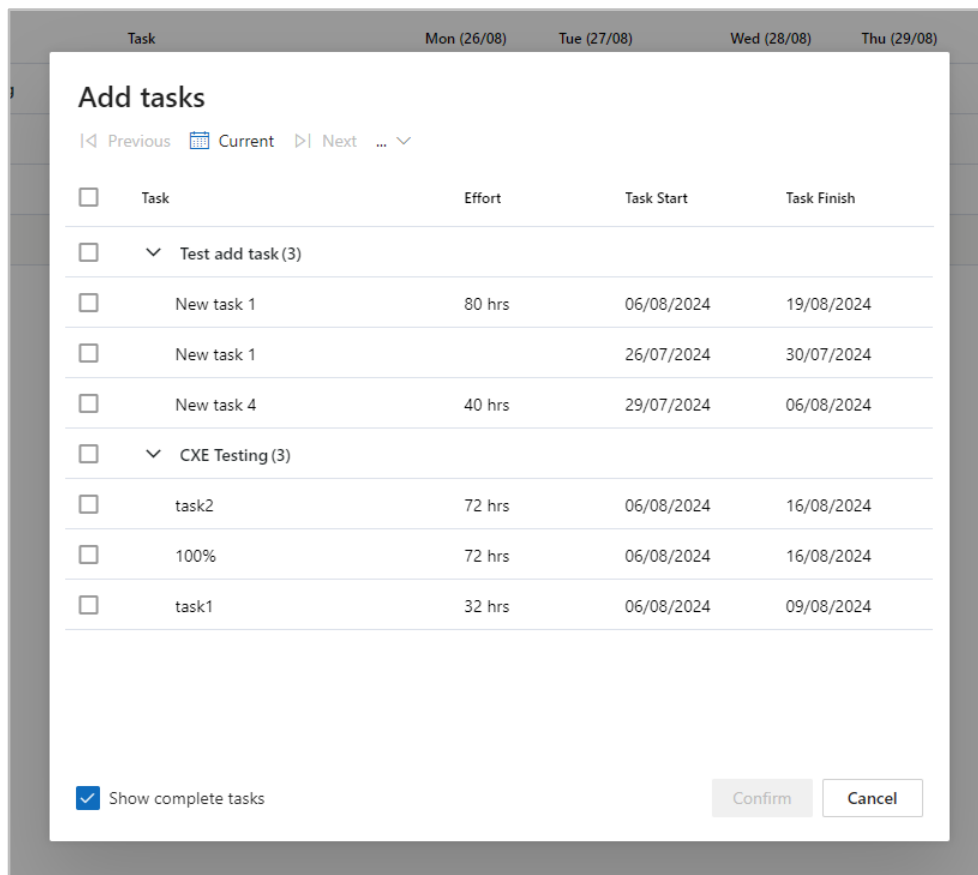 Task Mon (26/08) Tue (27/08) Wed (28/08) Thu (29/08)
Add tasks
Previous Current Next ...
Task Effort Task Start Task Finish
Test add task (3)
New task 1 80 hrs 06/08/2024 19/08/2024
New task 1 26/07/2024 30/07/2024
New task 4 40 hrs 29/07/2024 06/08/2024
CXE Testing (3)
task2 72 hrs 06/08/2024 16/08/2024
100% 72 hrs 06/08/2024 16/08/2024
task1 32 hrs 06/08/2024 09/08/2024
Show complete tasks Confirm Cancel